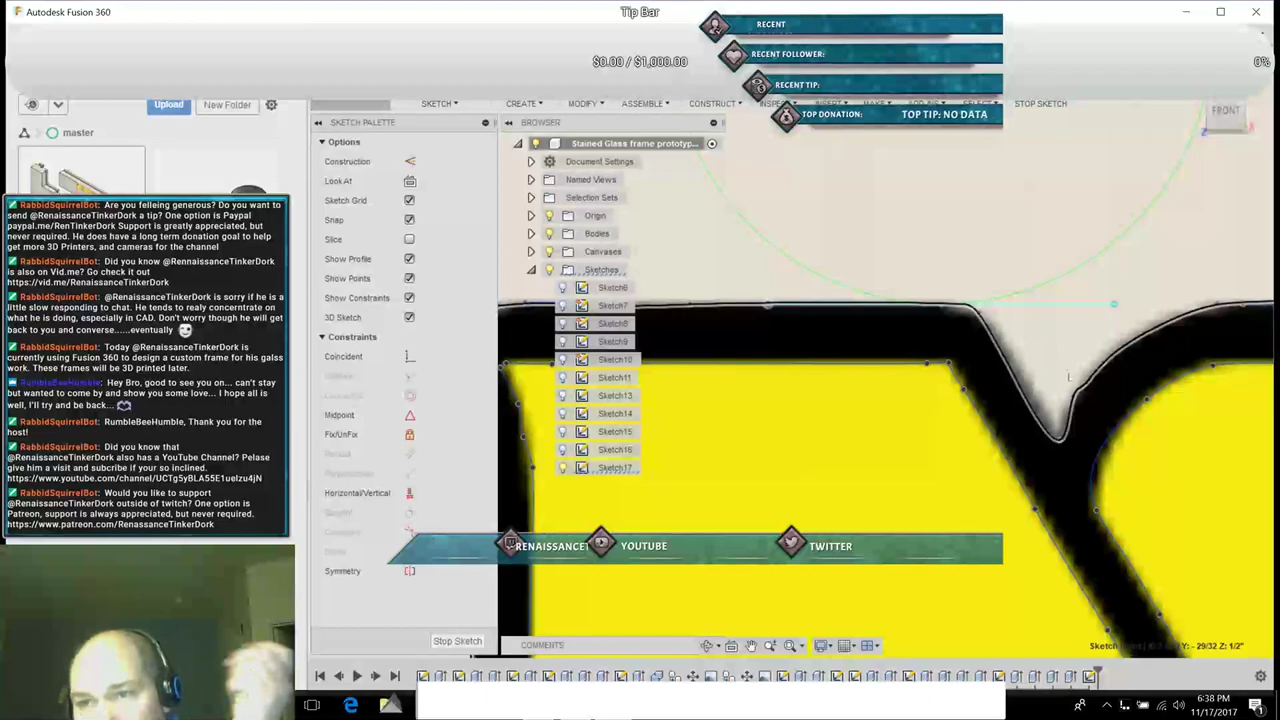 Autodesk Fusion 360
Tip Bar
RECENT
RECENT FOLLOWER:
$0.00 / $1,000.00
0%
RECENT TIP:
TOP DONATION:
TOP TIP: NO DATA
Upload
New Folder
SKETCH
CREATE
MODIFY
ASSEMBLE
CONSTRUCT
STOP SKETCH
FRONT
master
SKETCH PALETTE
Options
Construction
Look At
Sketch Grid
Snap
Slice
Show Profile
Show Points
Show Constraints
3D Sketch
Constraints
Coincident
Midpoint
Fix/UnFix
Horizontal/Vertical
Symmetry
Stop Sketch
BROWSER
Stained Glass frame prototyp...
Document Settings
Named Views
Selection Sets
Origin
Bodies
Canvases
Sketches
Sketch6
Sketch7
Sketch8
Sketch9
Sketch10
Sketch11
Sketch13
Sketch14
Sketch15
Sketch16
Sketch17
RabbidSquirrelBot: Are you felleing generous? Do you want to
send @RenaissanceTinkerDork a tip? One option is Paypal
paypal.me/RenTinkerDork Support is greatly appreciated, but
never required. He does have a long term donation goal to help
get more 3D Printers, and cameras for the channel
RabbidSquirrelBot: Did you know @RennaissanceTinkerDork
is also on Vid.me? Go check it out
https://vid.me/RenaissanceTinkerDork
RabbidSquirrelBot: @RenaissanceTinkerDork is sorry if he is a
little slow responding to chat. He tends to realy concerntrate on
what he is doing, especially in CAD. Don't worry though he will get
back to you and converse......eventually
RabbidSquirrelBot: Today @RenaissanceTinkerDork is
currently using Fusion 360 to design a custom frame for his galss
work. These frames will be 3D printed later.
RumbleBeeHumble: Hey Bro, good to see you on... can't stay
but wanted to come by and show you some love... I hope all is
well, I'll try and be back...
RabbidSquirrelBot: RumbleBeeHumble, Thank you for the
host!
RabbidSquirrelBot: Did you know that
@RenaissanceTinkerDork also has a YouTube Channel? Pelase
give him a visit and subcribe if your so inclined.
RabbidSquirrelBot: Would you like to support
@RenaissanceTinkerDork outside of twitch? One option is
Patreon, support is always appreciated, but never required.
https://www.patreon.com/RenassanceTinkerDork
RENAISSANCET
YOUTUBE
TWITTER
COMMENTS
6:38 PM
11/17/2017